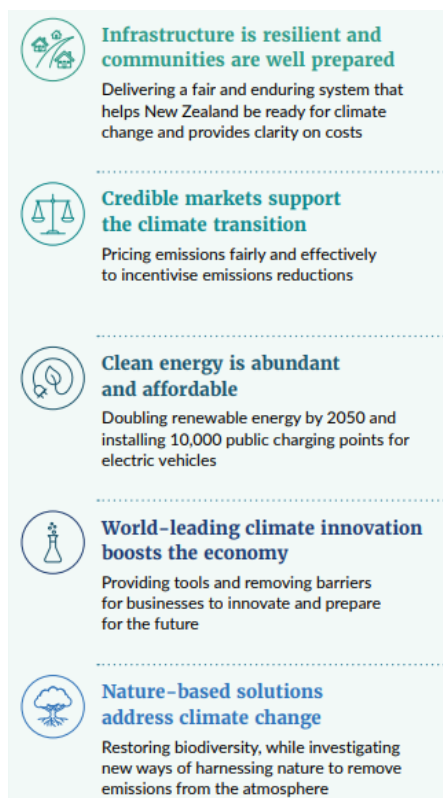 Infrastructure is resilient and
communities are well prepared
Delivering a fair and enduring system that
helps New Zealand be ready for climate
change and provides clarity on costs
Credible markets support
the climate transition
Pricing emissions fairly and effectively
to incentivise emissions reductions
Clean energy is abundant
and affordable
Doubling renewable energy by 2050 and
installing 10,000 public charging points for
electric vehicles
World-leading climate innovation
boosts the economy
Providing tools and removing barriers
for businesses to innovate and prepare
for the future
Nature-based solutions
address climate change
Restoring biodiversity, while investigating
new ways of harnessing nature to remove
emissions from the atmosphere